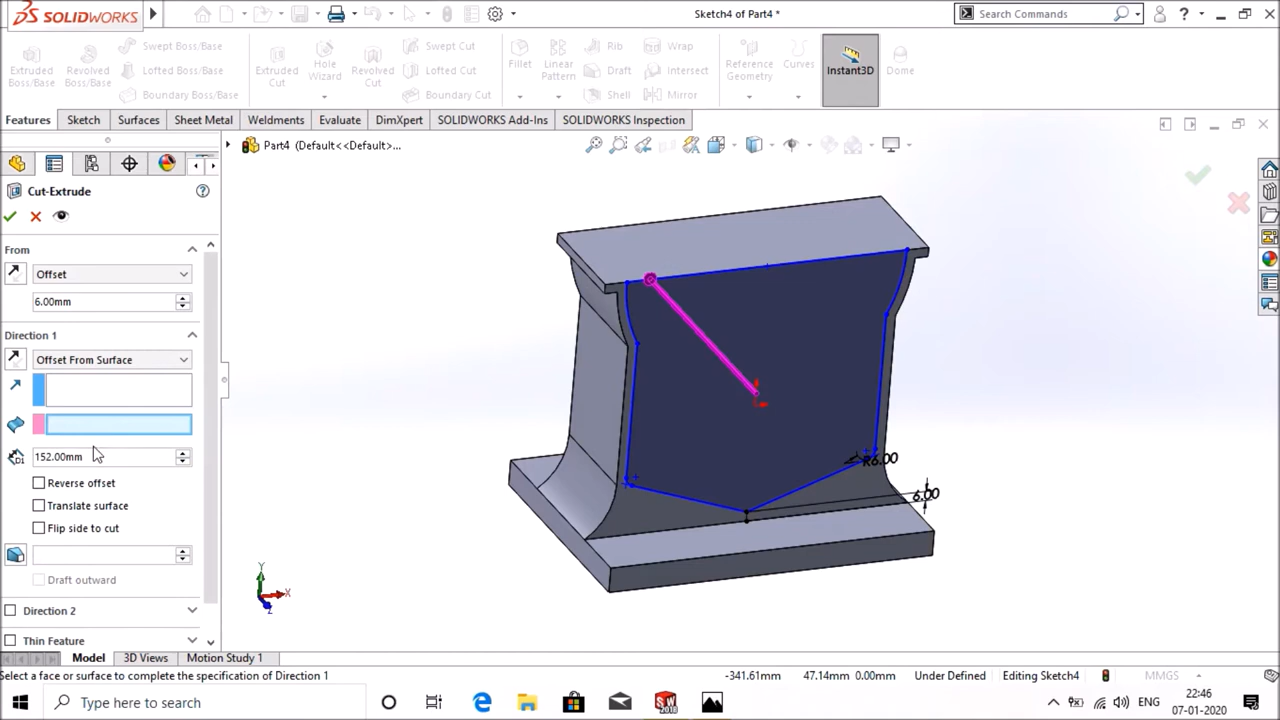 SOLIDWORKS
Sketch4 of Part4 *
Search Commands
?
Extruded Boss/Base
Revolved Boss/Base
Swept Boss/Base
Lofted Boss/Base
Boundary Boss/Base
Extruded Cut
Hole Wizard
Revolved Cut
Swept Cut
Lofted Cut
Boundary Cut
Fillet
Linear Pattern
Rib
Draft
Shell
Wrap
Intersect
Mirror
Reference Geometry
Curves
Instant3D
Dome
Features
Sketch
Surfaces
Sheet Metal
Weldments
Evaluate
DimXpert
SOLIDWORKS Add-Ins
SOLIDWORKS Inspection
Part4 (Default<<Default>...
Cut-Extrude
?
From
Offset
6.00mm
Direction 1
Offset From Surface
152.00mm
Reverse offset
Translate surface
Flip side to cut
Draft outward
Direction 2
Thin Feature
R6.00
6.00
Y
X
Z
Model
3D Views
Motion Study 1
Select a face or surface to complete the specification of Direction 1
-341.61mm
47.14mm 0.00mm
Under Defined
Editing Sketch4
MMGS
Type here to search
SW
2018
ENG
22:46
07-01-2020